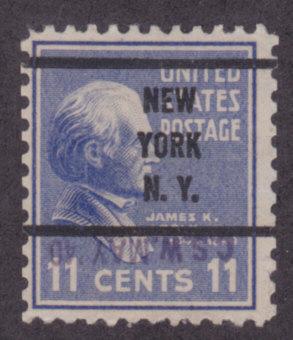 UNITED
STATES
POSTAGE
NEW
YORK
N. Y.
JAMES K.
11 CENTS 11